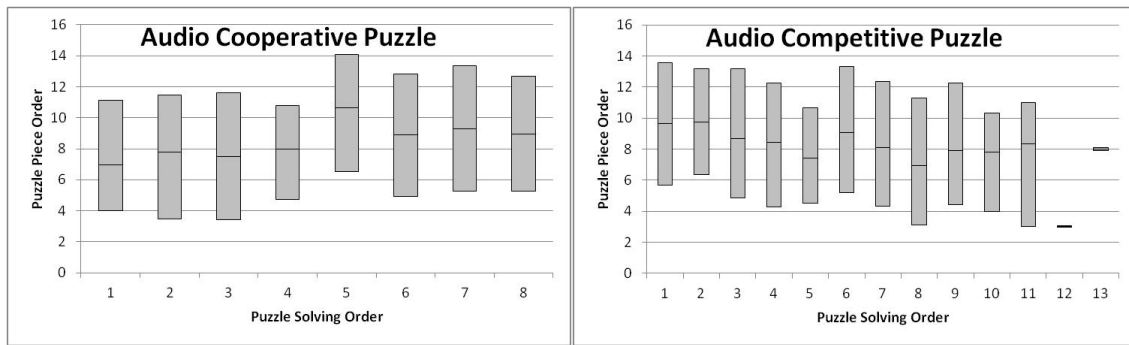 Audio Cooperative Puzzle
Puzzle Piece Order
16
14
12
10
8
6
4
2
0
1 2 3 4 5 6 7 8
Puzzle Solving Order
Audio Competitive Puzzle
Puzzle Piece Order
16
14
12
10
8
6
4
2
0
1 2 3 4 5 6 7 8 9 10 11 12 13
Puzzle Solving Order